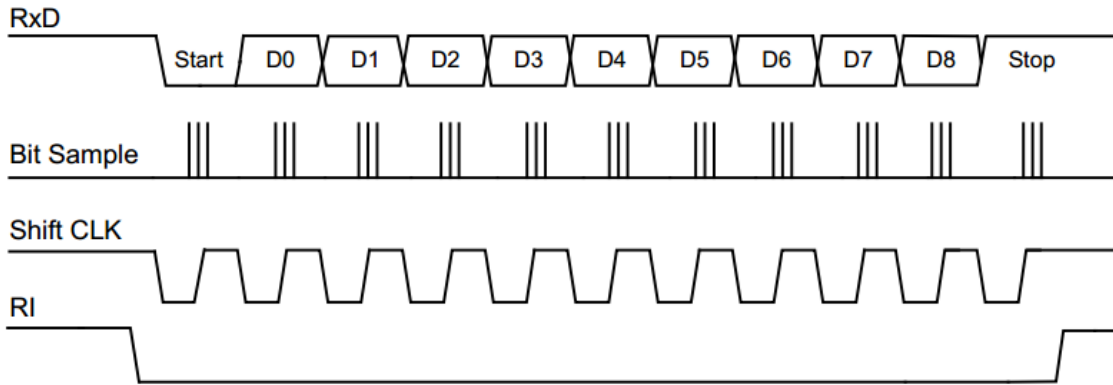 RxD
Start D0 D1 D2 D3 D4 D5 D6 D7 D8 Stop
Bit Sample
Shift CLK
RI